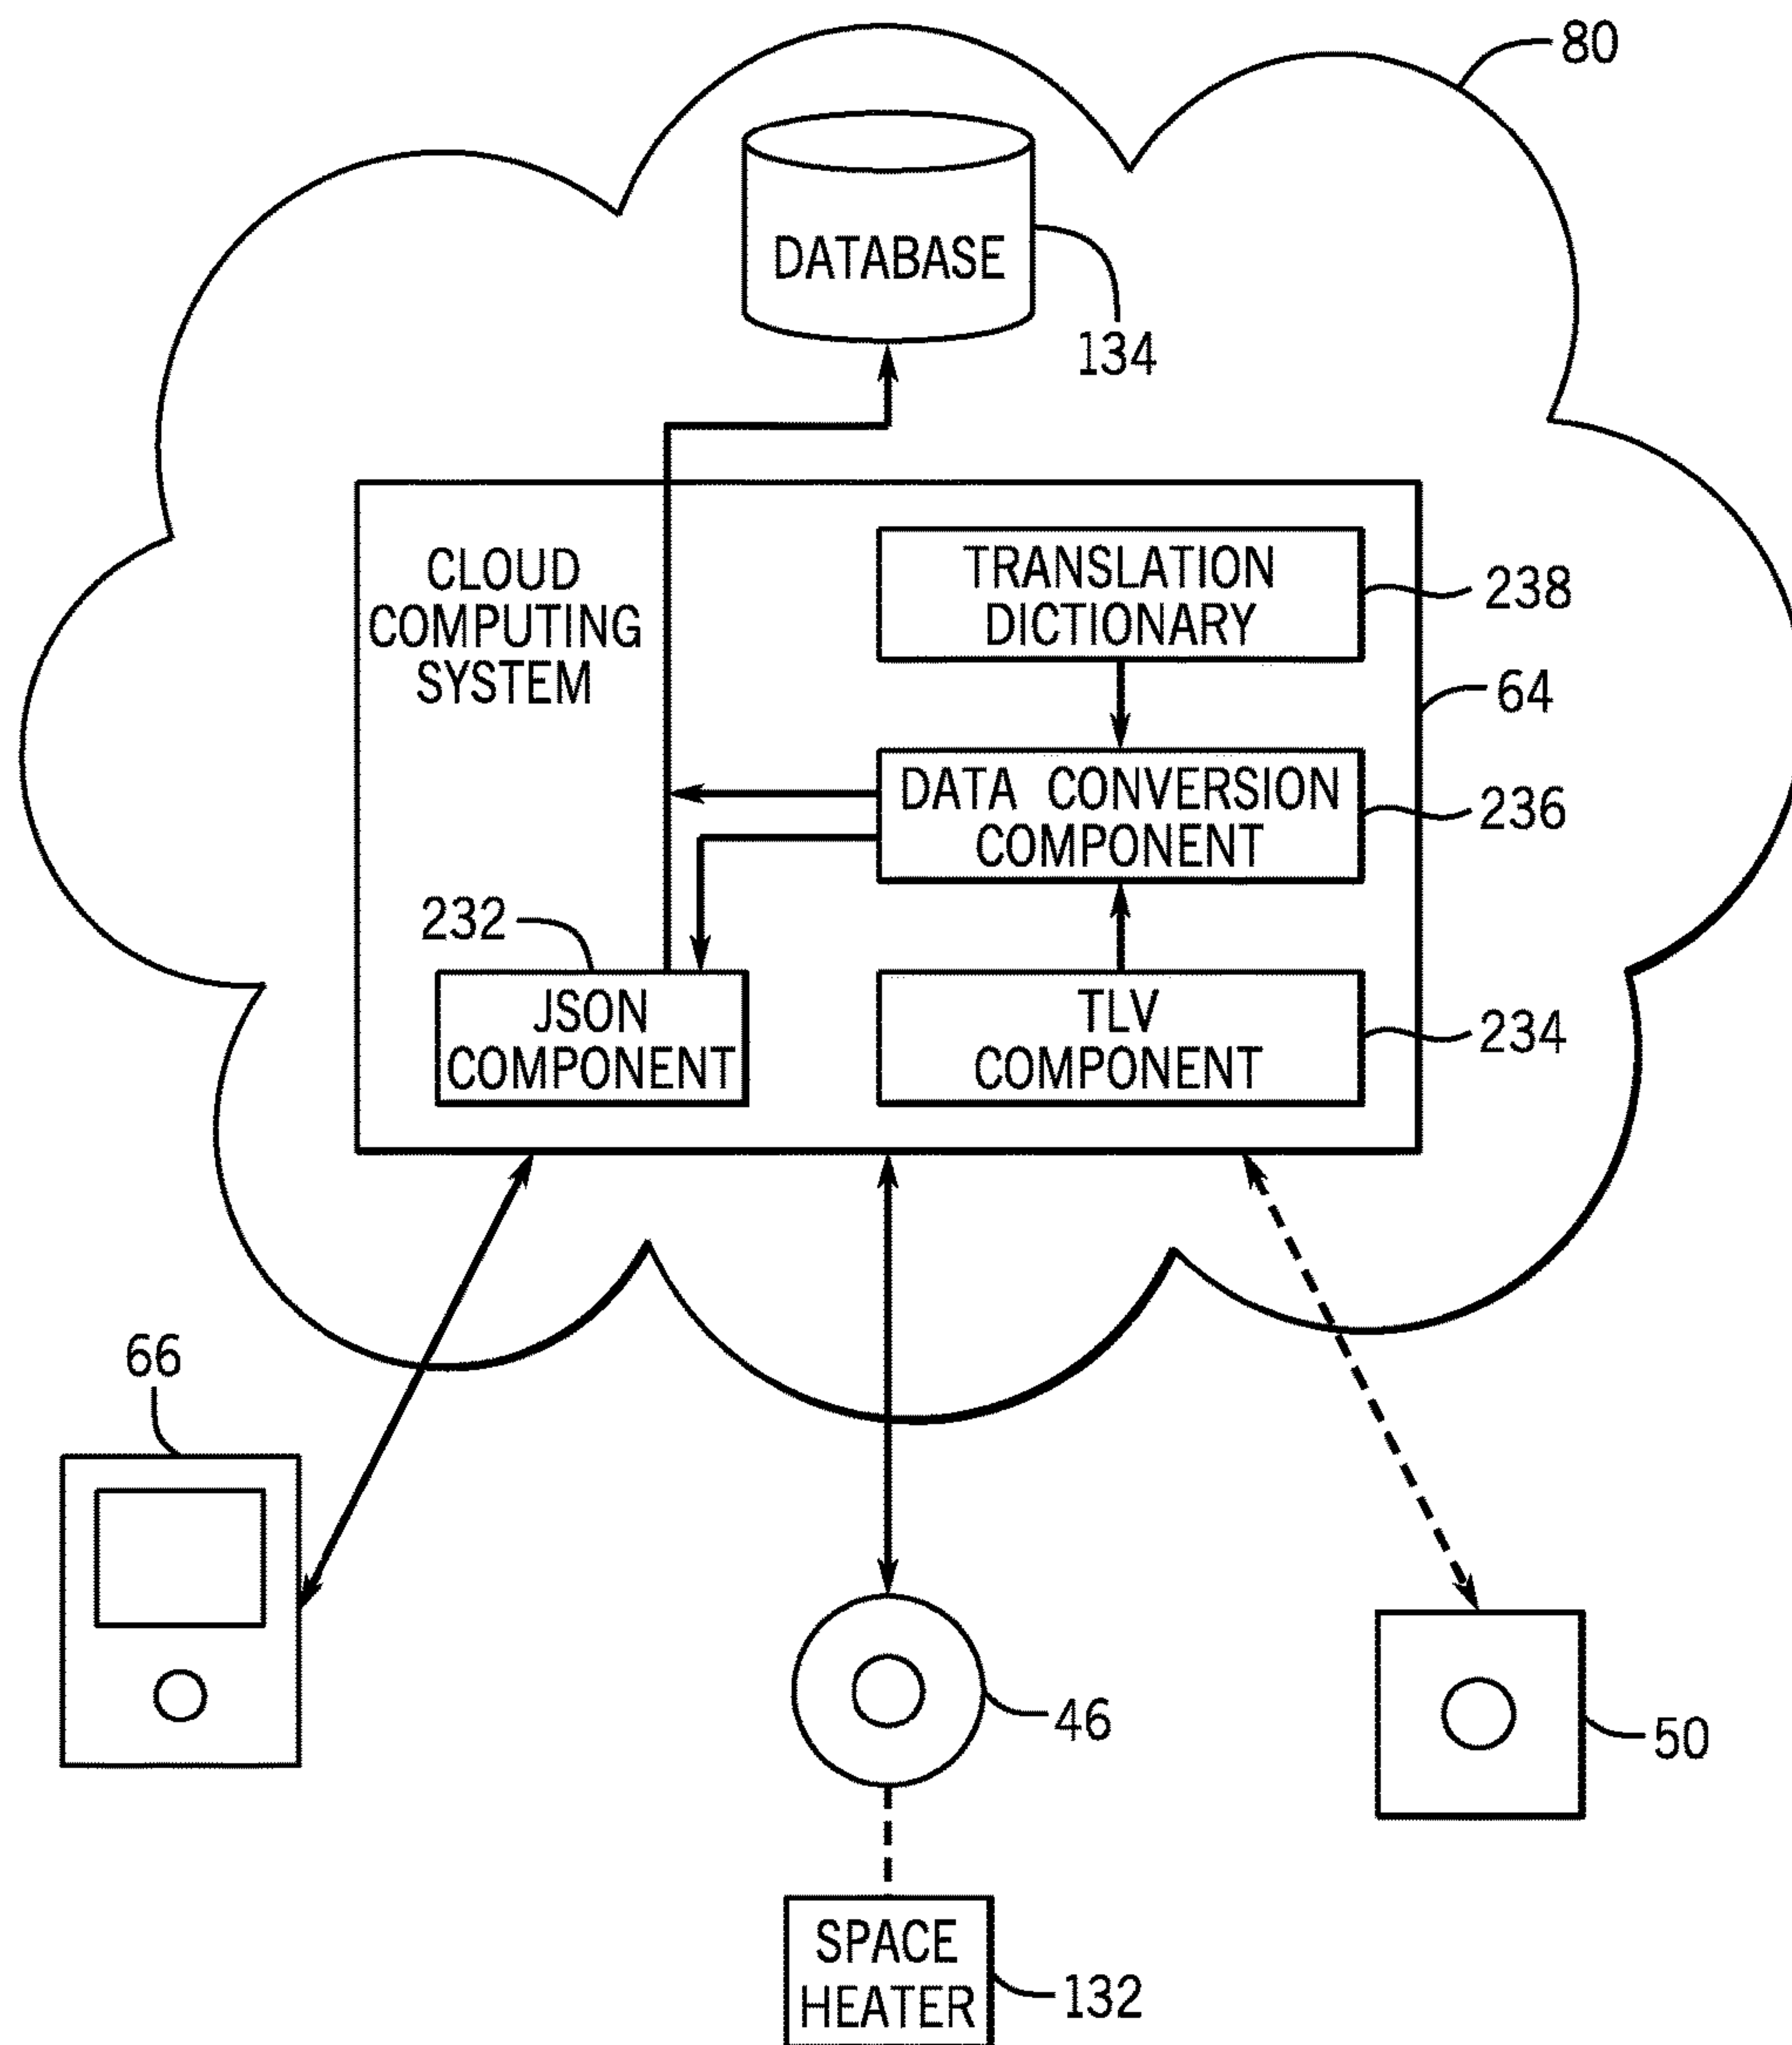 80
DATABASE
134
CLOUD
COMPUTING
SYSTEM
TRANSLATION
DICTIONARY
238
64
DATA CONVERSION
COMPONENT
236
232
JSON
COMPONENT
TLV
COMPONENT
234
66
46
50
SPACE
HEATER
132